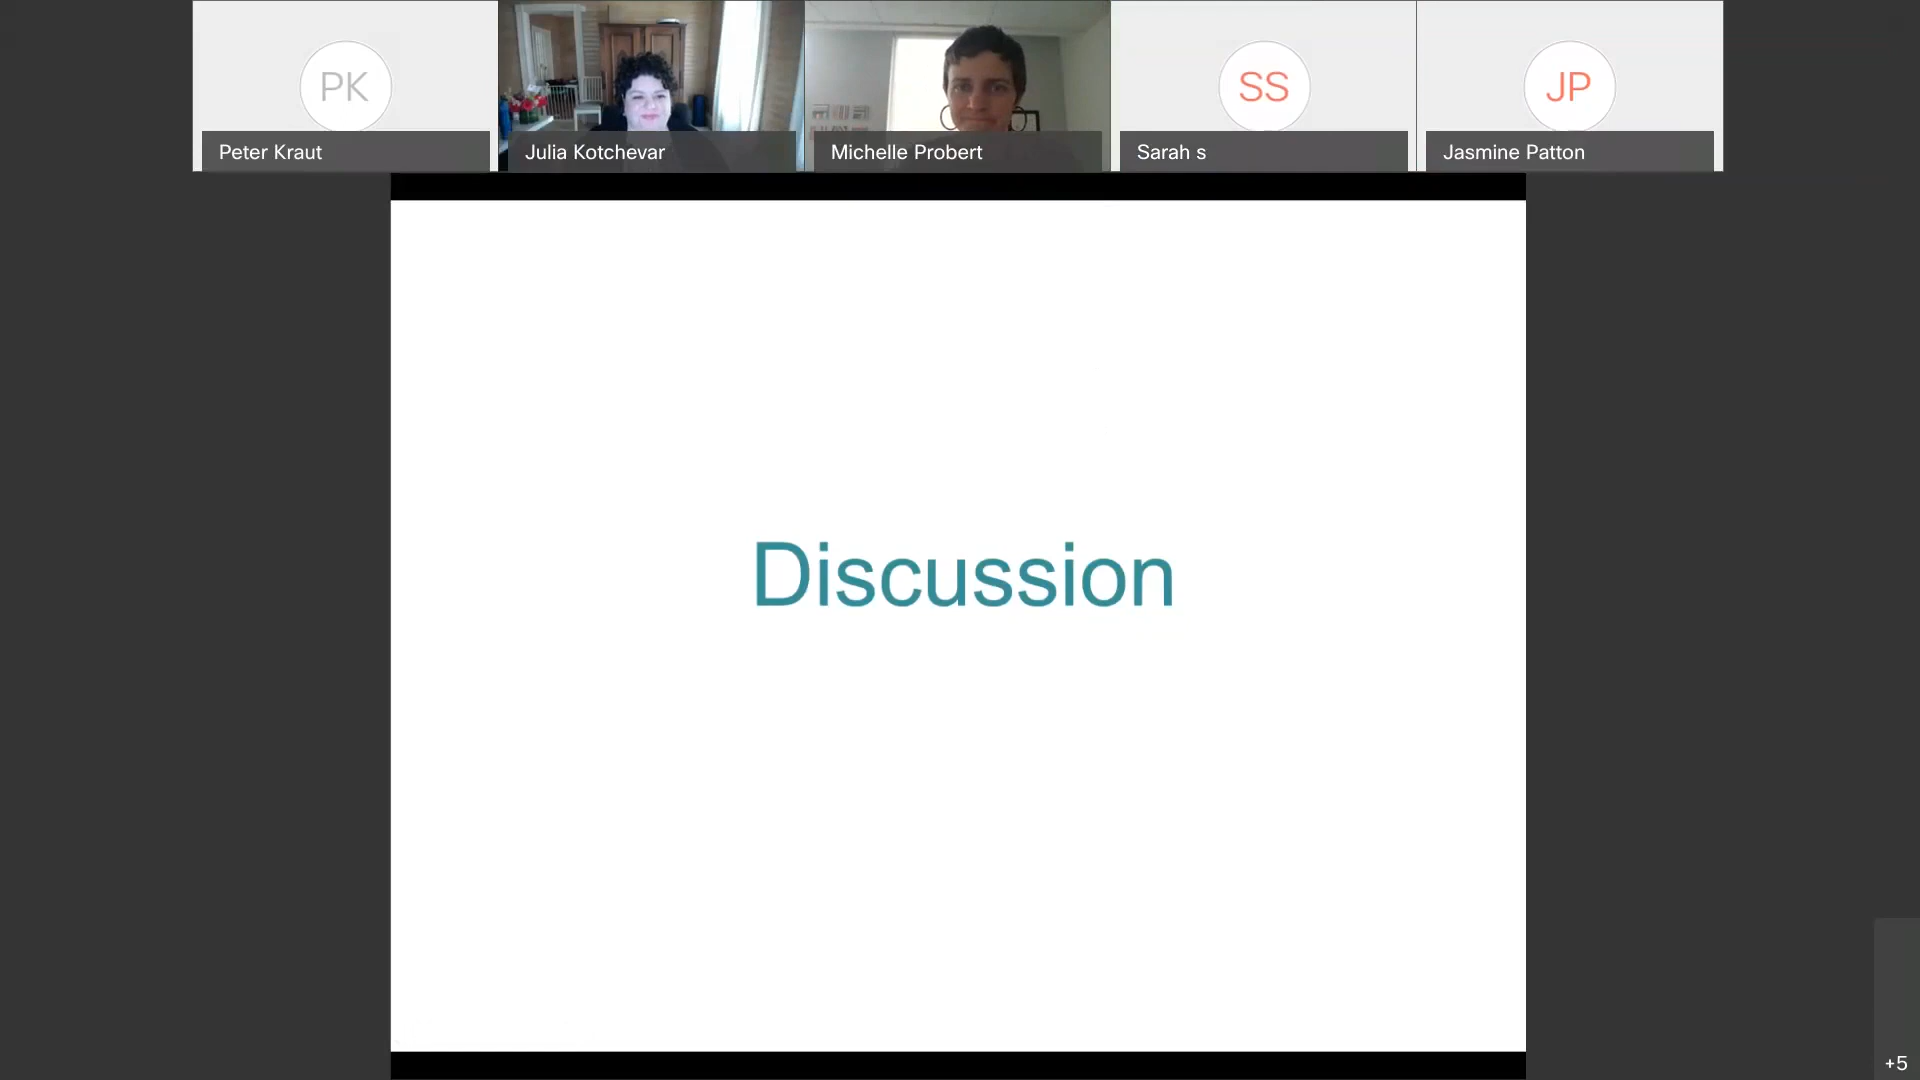 PK
SS
JP
Peter Kraut
Julia Kotchevar
Michelle Probert
Sarah s
Jasmine Patton
Discussion
+5